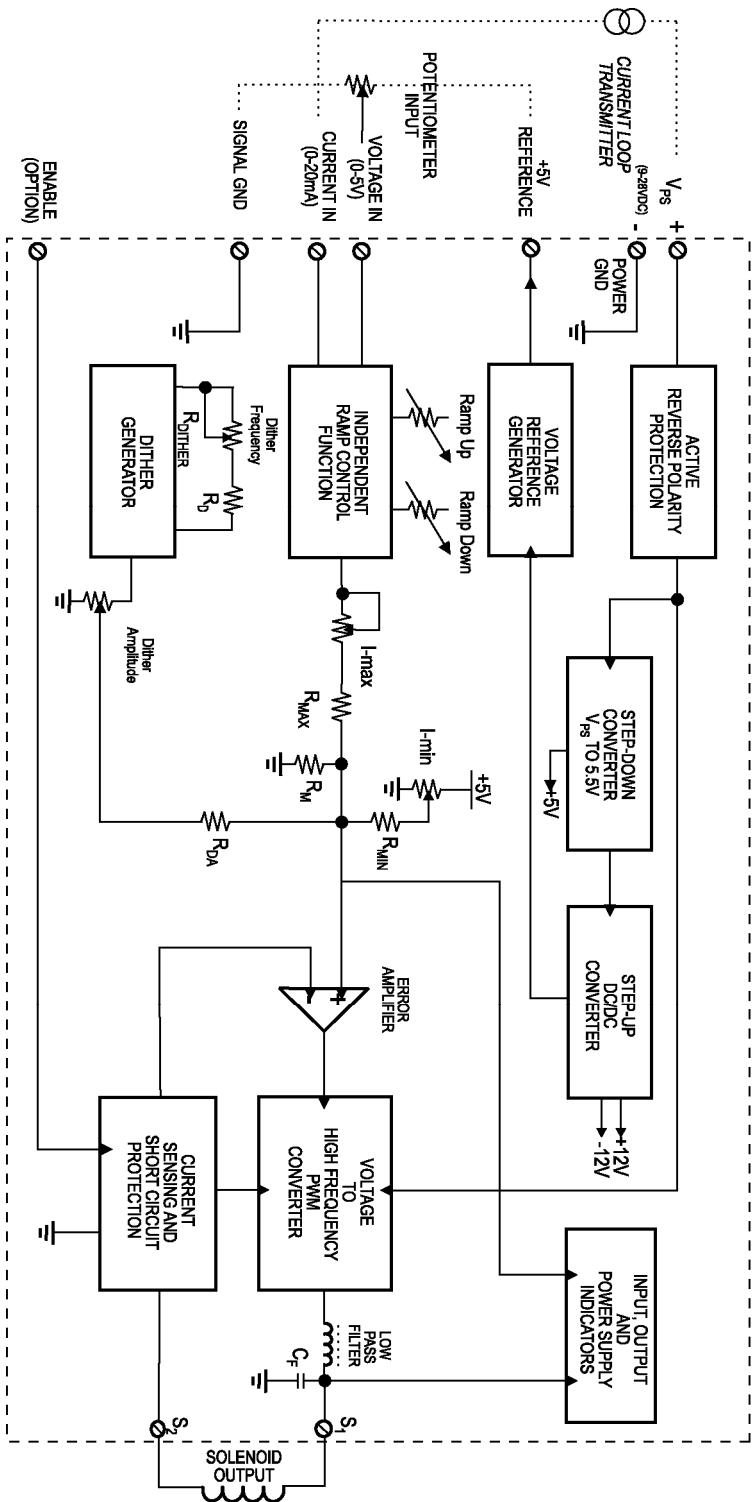 CURRENT LOOP
TRANSMITTER
V_PS +
(9-28VDC) -
POWER
GND
ACTIVE
REVERSE POLARITY
PROTECTION
STEP-DOWN
CONVERTER
V_PS TO 5.5V
+5V
STEP-UP
DC/DC
CONVERTER
+12V
-12V
INPUT, OUTPUT
AND
POWER SUPPLY
INDICATORS
+5V
REFERENCE
VOLTAGE
REFERENCE
GENERATOR
POTENTIOMETER
INPUT
VOLTAGE IN
(0-5V)
CURRENT IN
(0-20mA)
Ramp Up
Ramp Down
INDEPENDENT
RAMP CONTROL
FUNCTION
I-max
R_MAX
R_M
I-min
+5V
R_MIN
R_DA
ERROR
AMPLIFIER
+
-
VOLTAGE
TO
HIGH FREQUENCY
PWM
CONVERTER
LOW
PASS
FILTER
C_F
S_1
SOLENOID
OUTPUT
S_2
SIGNAL GND
Dither
Frequency
R_DITHER
R_D
DITHER
GENERATOR
Dither
Amplitude
CURRENT
SENSING AND
SHORT CIRCUIT
PROTECTION
ENABLE
(OPTION)